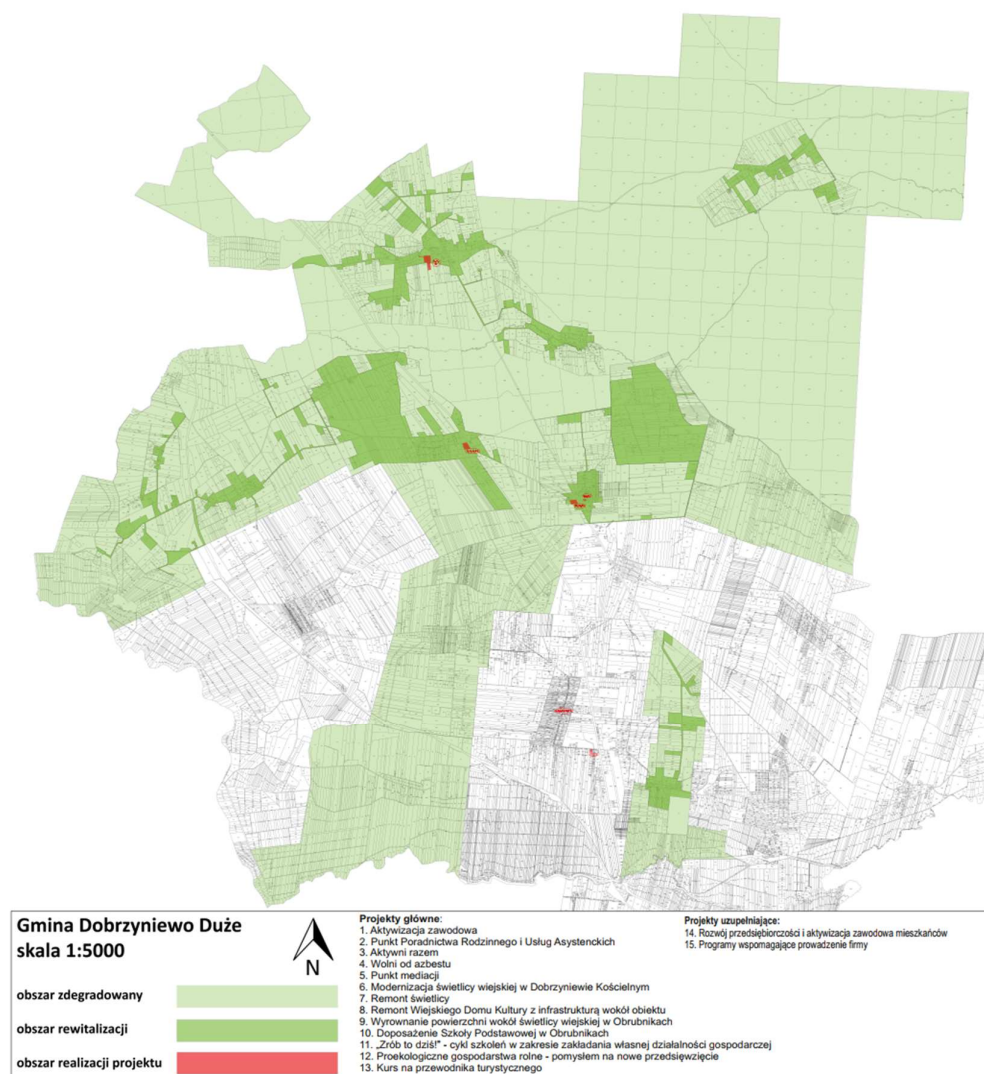 Gmina Dobrzyniewo Duże
skala 1:5000
N
obszar zdegradowany
obszar rewitalizacji
obszar realizacji projektu
Projekty główne:
1. Aktywizacja zawodowa
2. Punkt Poradnictwa Rodzinnego i Usług Asystenckich
3. Aktywni razem
4. Wolni od azbestu
5. Punkt mediacji
6. Modernizacja świetlicy wiejskiej w Dobrzyniewie Kościelnym
7. Remont świetlicy
8. Remont Wiejskiego Domu Kultury z infrastrukturą wokół obiektu
9. Wyrownanie powierzchni wokół świetlicy wiejskiej w Obrubnikach
10. Doposażenie Szkoły Podstawowej w Obrubnikach
11. „Zrób to dziś!" - cykl szkoleń w zakresie zakładania własnej działalności gospodarczej
12. Proekologiczne gospodarstwa rolne - pomysłem na nowe przedsięwzięcie
13. Kurs na przewodnika turystycznego
Projekty uzupełniające:
14. Rozwój przedsiębiorczości i aktywizacja zawodowa mieszkańców
15. Programy wspomagające prowadzenie firmy